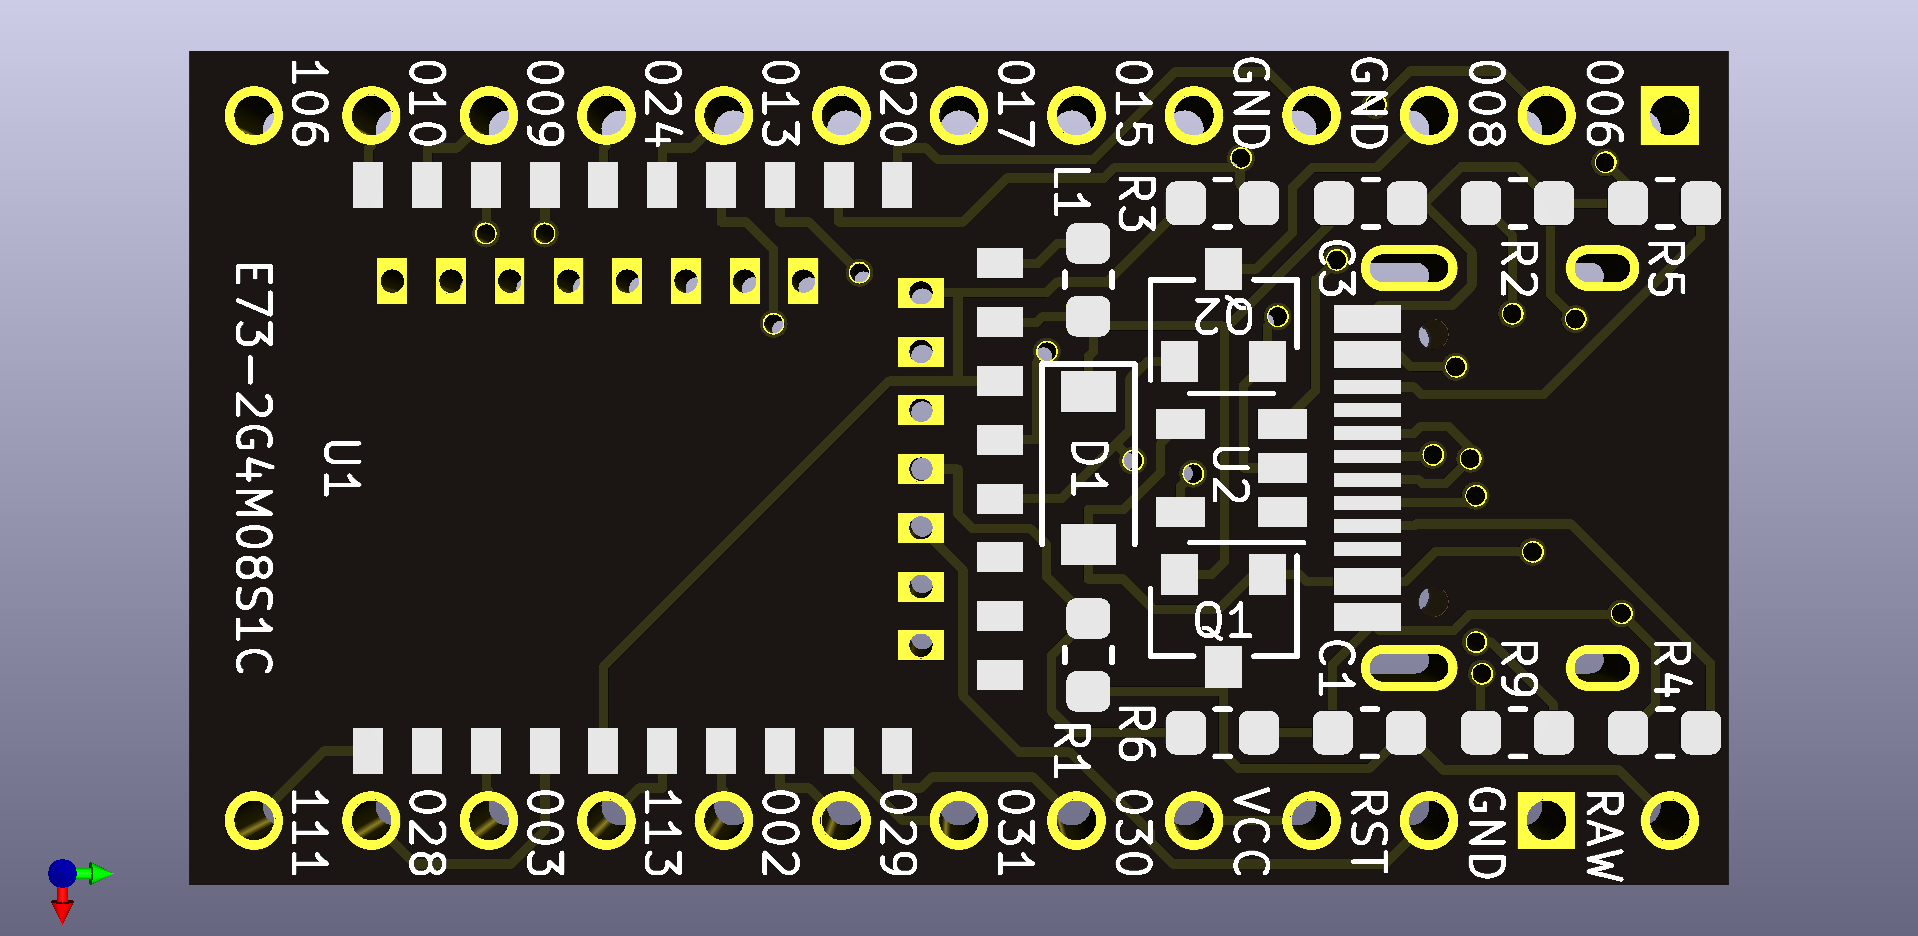 106
010
009
024
013
020
017
015
GND
GND
008
006
L1
R3
C3
R2
R5
Q2
E73-2G4M08S1C
U1
D1
U2
Q1
C1
R9
R4
R1
R6
111
028
003
113
002
029
031
030
VCC
RST
GND
RAW